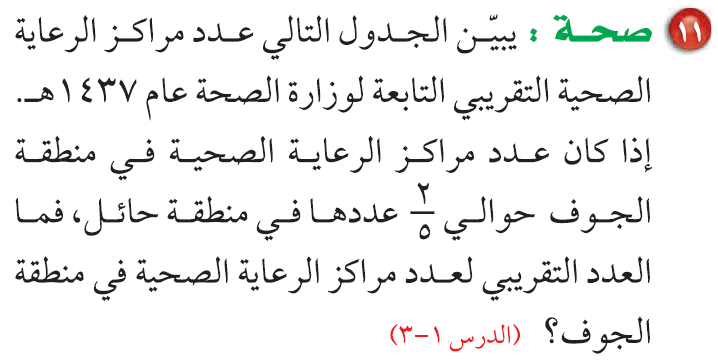 ١١ صحة : يبيّن الجدول التالي عدد مراكز الرعاية
الصحية التقريبي التابعة لوزارة الصحة عام ١٤٣٧هـ.
إذا كان عدد مراكز الرعاية الصحية في منطقة
الجوف حوالي ٢/٥ عددها في منطقة حائل، فما
العدد التقريبي لعدد مراكز الرعاية الصحية في منطقة
الجوف؟ (الدرس ١-٣)